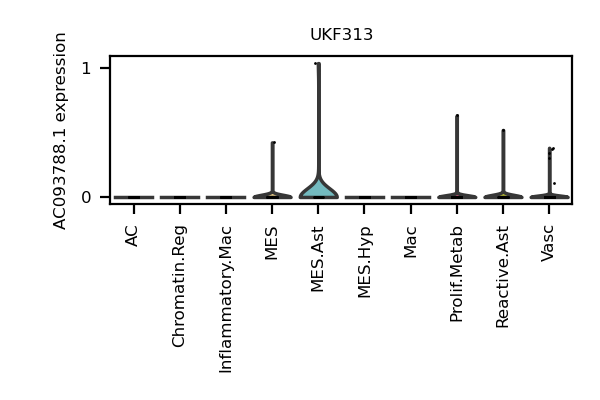 UKF313
AC093788.1 expression
1
0
AC
Chromatin.Reg
Inflammatory.Mac
MES
MES.Ast
MES.Hyp
Mac
Prolif.Metab
Reactive.Ast
Vasc